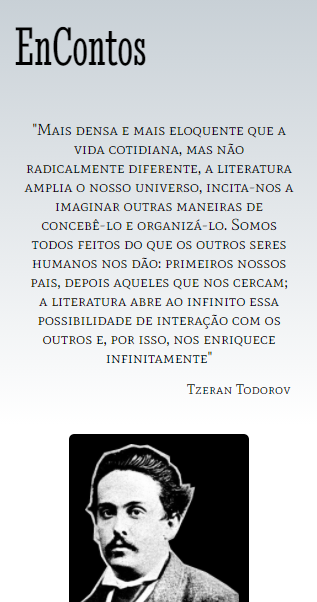 EnContos
"Mais densa e mais eloquente que a
vida cotidiana, mas não
radicalmente diferente, a literatura
amplia o nosso universo, incita-nos a
imaginar outras maneiras de
concebê-lo e organizá-lo. Somos
todos feitos do que os outros seres
humanos nos dão: primeiros nossos
pais, depois aqueles que nos cercam;
a literatura abre ao infinito essa
possibilidade de interação com os
outros e, por isso, nos enriquece
infinitamente"
Tzeran Todorov